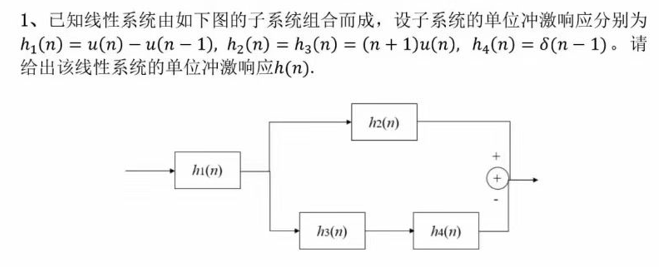 1、已知线性系统由如下图的子系统组合而成，设子系统的单位冲激响应分别为
h₁(n) = u(n) − u(n − 1), h₂(n) = h₃(n) = (n + 1)u(n), h₄(n) = δ(n − 1)。请
给出该线性系统的单位冲激响应h(n).
h2(n)
+
h1(n)
+
-
h3(n)
h4(n)